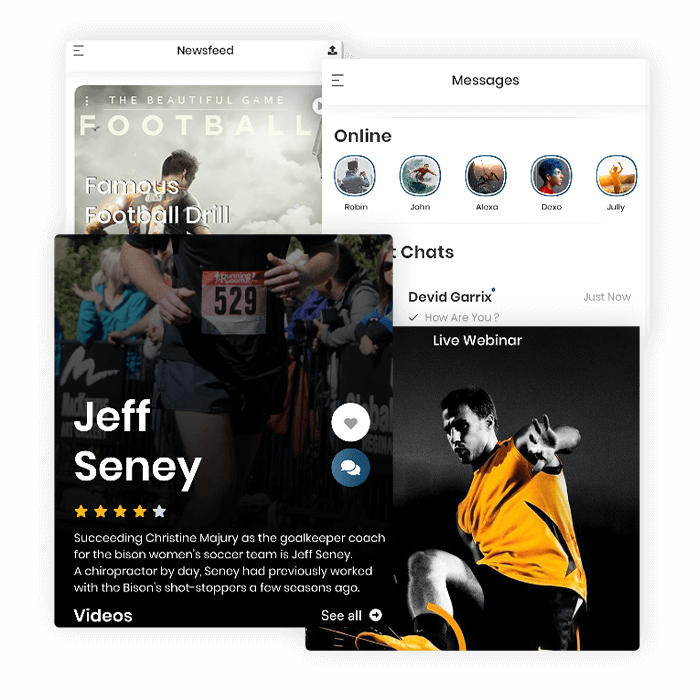 Newsfeed
THE BEAUTIFUL GAME
FOOTBALL
Famous
Football Drill
Messages
Online
Robin
John
Alexa
Dexo
Jully
t Chats
Devid Garrix
Just Now
How Are You ?
Running
529
Jeff
Seney
Succeeding Christine Majury as the goalkeeper coach
for the bison women's soccer team is Jeff Seney.
A chiropractor by day, Seney had previously worked
with the Bison's shot-stoppers a few seasons ago.
Videos
See all
Live Webinar